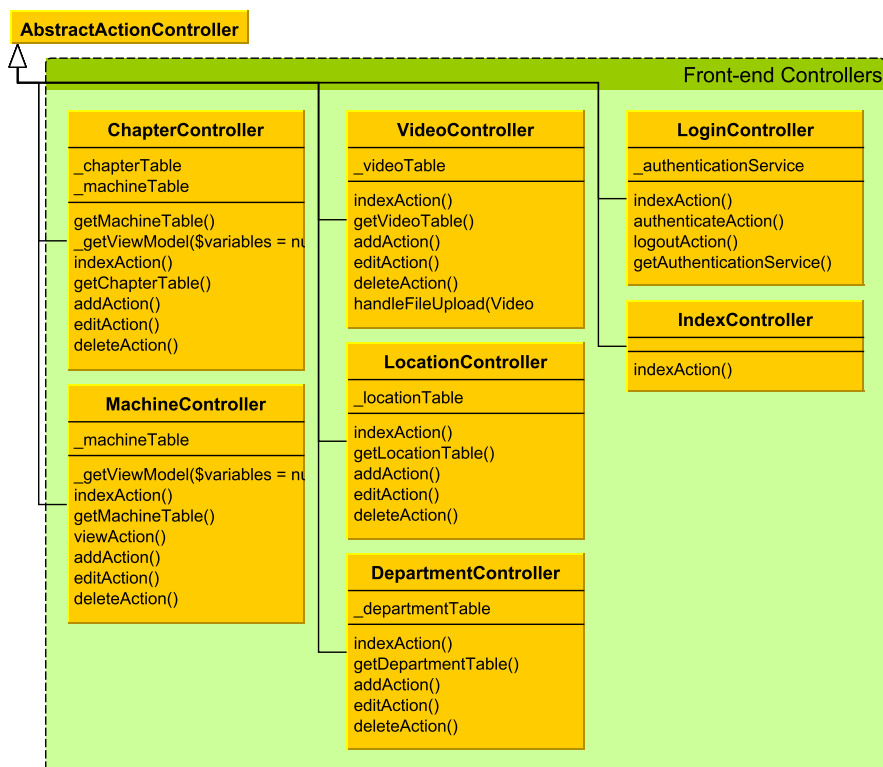 AbstractActionController
Front-end Controllers
ChapterController
_chapterTable
_machineTable
getMachineTable()
_getViewModel($variables = nu
indexAction()
getChapterTable()
addAction()
editAction()
deleteAction()
MachineController
_machineTable
_getViewModel($variables = nu
indexAction()
getMachineTable()
viewAction()
addAction()
editAction()
deleteAction()
VideoController
_videoTable
indexAction()
getVideoTable()
addAction()
editAction()
deleteAction()
handleFileUpload(Video
LocationController
_locationTable
indexAction()
getLocationTable()
addAction()
editAction()
deleteAction()
DepartmentController
_departmentTable
indexAction()
getDepartmentTable()
addAction()
editAction()
deleteAction()
LoginController
_authenticationService
indexAction()
authenticateAction()
logoutAction()
getAuthenticationService()
IndexController
indexAction()